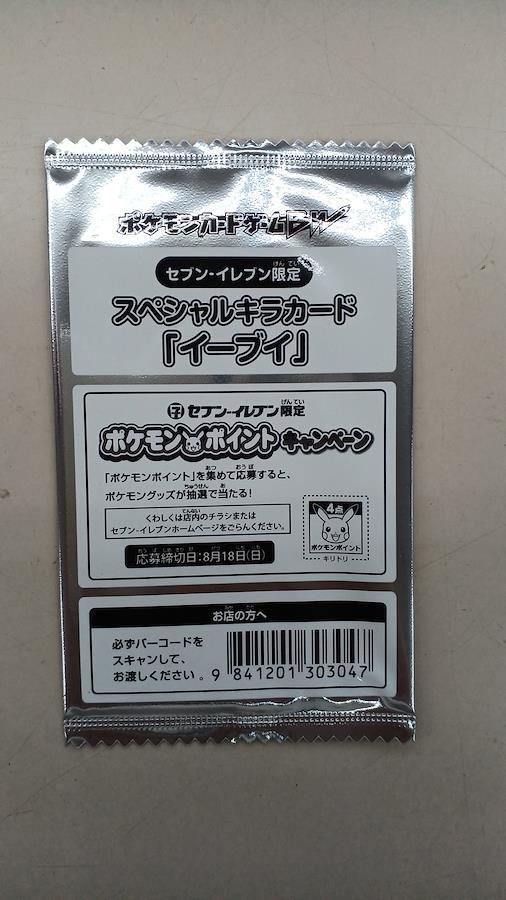 ポケモンカードゲームBW
セブン-イレブン限定
スペシャルキラカード
「イーブイ」
セブン-イレブン限定
ポケモンポイントキャンペーン
「ポケモンポイント」を集めて応募すると、
ポケモングッズが抽選で当たる!
くわしくは店内のチラシまたは
セブン-イレブンホームページをごらんください。
応募締切日:8月18日(日)
4点
ポケモンポイント
キリトリ
お店の方へ
必ずバーコードを
スキャンして、
お渡しください。
9 841201 303047